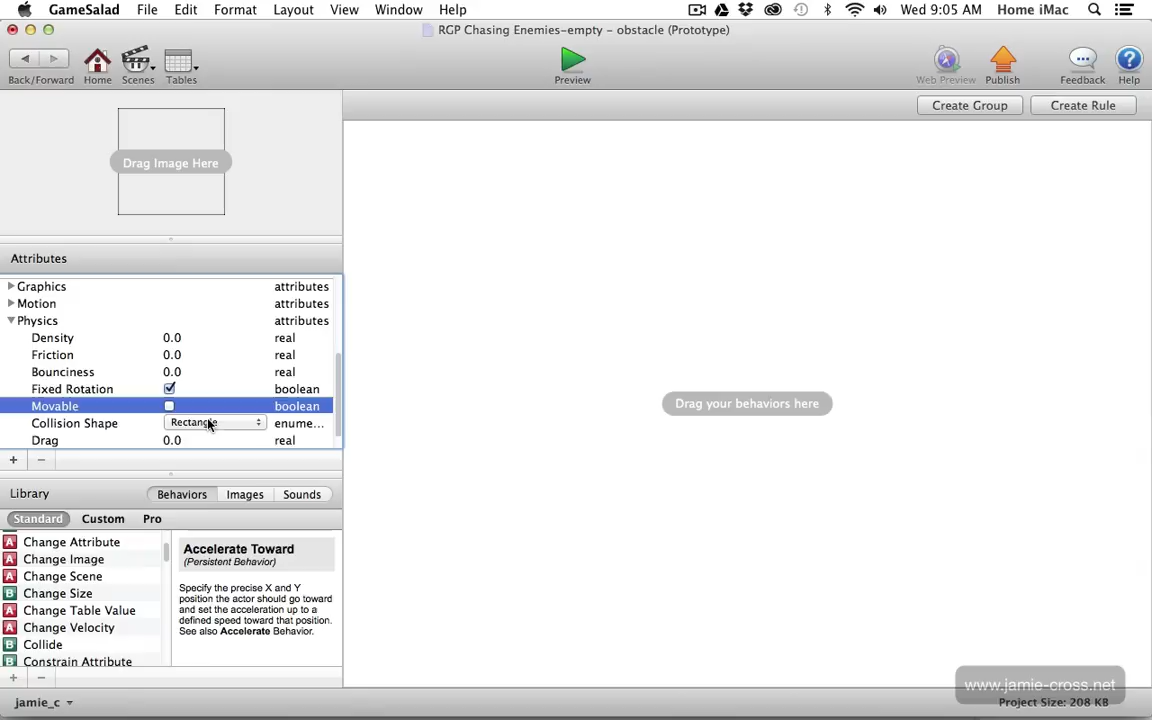 GameSalad File Edit Format Layout View Window Help Wed 9:05 AM Home iMac
RGP Chasing Enemies-empty – obstacle (Prototype)
Back/Forward Home Scenes Tables Preview Web Preview Publish Feedback Help
Create Group Create Rule
Drag Image Here
Attributes
Graphics attributes
Motion attributes
Physics attributes
Density 0.0 real
Friction 0.0 real
Bounciness 0.0 real
Fixed Rotation boolean
Movable boolean
Collision Shape Rectangle enume...
Drag 0.0 real
Drag your behaviors here
+ −
Library Behaviors Images Sounds
Standard Custom Pro
Change Attribute
Change Image
Change Scene
Change Size
Change Table Value
Change Velocity
Collide
Constrain Attribute
Accelerate Toward
(Persistent Behavior)
Specify the precise X and Y
position the actor should go toward
and set the acceleration up to a
defined speed toward that position.
See also Accelerate Behavior.
+ −
www.jamie-cross.net
jamie_c
Project Size: 208 KB